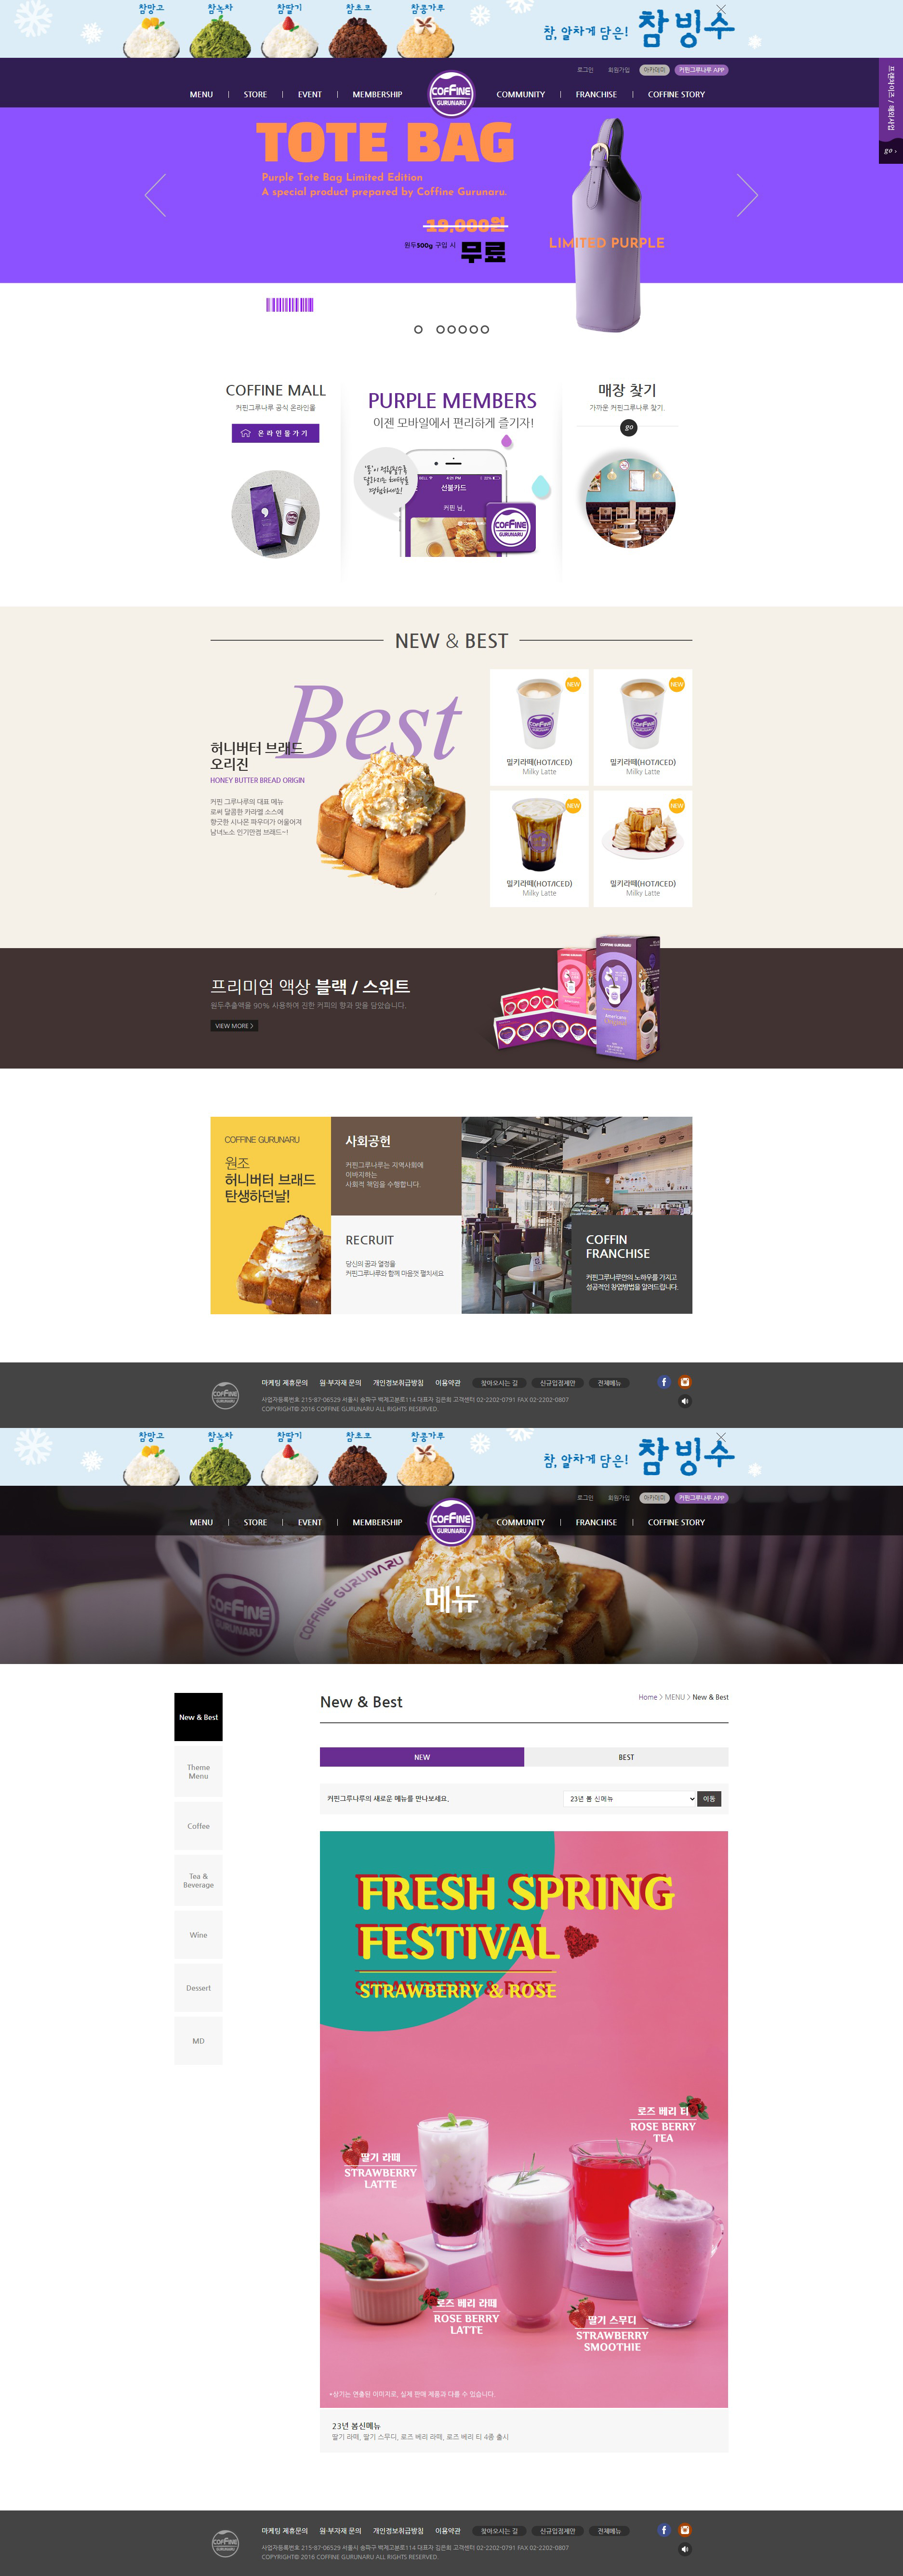 참망고 참녹차 참딸기 참초코 참콩가루
참, 알차게 담은! 참빙수
로그인 회원가입 아카데미 커핀그루나루 APP
MENU STORE EVENT MEMBERSHIP
COFFINE
GURUNARU
COMMUNITY FRANCHISE COFFINE STORY
프랜차이즈 / 해외사업
go >
TOTE BAG
Purple Tote Bag Limited Edition
A special product prepared by Coffine Gurunaru.
19,000원
원두500g 구입 시 무료
LIMITED PURPLE
COFFINE MALL
커핀그루나루 공식 온라인몰
온라인몰가기
PURPLE MEMBERS
이젠 모바일에서 편리하게 즐기자!
선불카드
커핀 님,
COFFINE
GURUNARU
매장 찾기
가까운 커핀그루나루 찾기.
go
NEW & BEST
Best
허니버터 브레드
오리진
HONEY BUTTER BREAD ORIGIN
커핀 그루나루의 대표 메뉴
로써 달콤한 카라멜 소스에
향긋한 시나몬 파우더가 어울어져
남녀노소 인기만점 브레드~!
NEW
밀키라떼(HOT/ICED)
Milky Latte
NEW
밀키라떼(HOT/ICED)
Milky Latte
NEW
밀키라떼(HOT/ICED)
Milky Latte
NEW
밀키라떼(HOT/ICED)
Milky Latte
프리미엄 액상 블랙 / 스위트
원두추출액을 90% 사용하여 진한 커피의 향과 맛을 담았습니다.
VIEW MORE >
COFFINE GURUNARU
원조
허니버터 브래드
탄생하던날!
사회공헌
커핀그루나루는 지역사회에
이바지하는
사회적 책임을 수행합니다.
RECRUIT
당신의 꿈과 열정을
커핀그루나루와 함께 마음껏 펼치세요
COFFIN
FRANCHISE
커핀그루나루만의 노하우를 가지고
성공적인 창업방법을 알려드립니다.
COFFINE
GURUNARU
마케팅 제휴문의 원·부자재 문의 개인정보취급방침 이용약관 찾아오시는 길 신규입점제안 전체메뉴
사업자등록번호 215-87-06529 서울시 송파구 백제고분로114 대표자 김은희 고객센터 02-2202-0791 FAX 02-2202-0807
COPYRIGHT© 2016 COFFINE GURUNARU ALL RIGHTS RESERVED.
참망고 참녹차 참딸기 참초코 참콩가루
참, 알차게 담은! 참빙수
로그인 회원가입 아카데미 커핀그루나루 APP
MENU STORE EVENT MEMBERSHIP
COFFINE
GURUNARU
COMMUNITY FRANCHISE COFFINE STORY
COFFINE
GURUNARU
COFFINE GURUNARU
메뉴
New & Best
Home > MENU > New & Best
New & Best
Theme
Menu
Coffee
Tea &
Beverage
Wine
Dessert
MD
NEW BEST
커핀그루나루의 새로운 메뉴를 만나보세요.
23년 봄 신메뉴 이동
FRESH SPRING
FESTIVAL
STRAWBERRY & ROSE
로즈 베리 티
ROSE BERRY
TEA
딸기 라떼
STRAWBERRY
LATTE
로즈 베리 라떼
ROSE BERRY
LATTE
딸기 스무디
STRAWBERRY
SMOOTHIE
*상기는 연출된 이미지로, 실제 판매 제품과 다를 수 있습니다.
23년 봄신메뉴
딸기 라떼, 딸기 스무디, 로즈 베리 라떼, 로즈 베리 티 4종 출시
COFFINE
GURUNARU
마케팅 제휴문의 원·부자재 문의 개인정보취급방침 이용약관 찾아오시는 길 신규입점제안 전체메뉴
사업자등록번호 215-87-06529 서울시 송파구 백제고분로114 대표자 김은희 고객센터 02-2202-0791 FAX 02-2202-0807
COPYRIGHT© 2016 COFFINE GURUNARU ALL RIGHTS RESERVED.